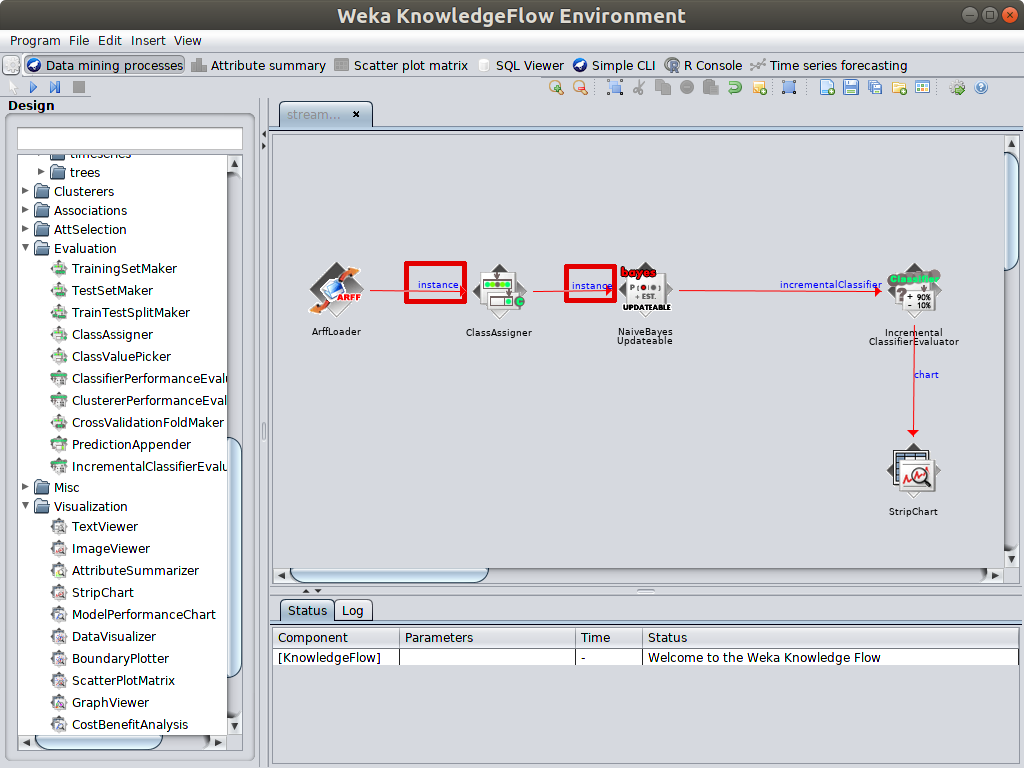 Weka KnowledgeFlow Environment
Program File Edit Insert View
Data mining processes Attribute summary Scatter plot matrix SQL Viewer Simple CLI R Console Time series forecasting
Design
stream...
timeseries
trees
Clusterers
Associations
AttSelection
Evaluation
TrainingSetMaker
TestSetMaker
TrainTestSplitMaker
ClassAssigner
ClassValuePicker
ClassifierPerformanceEvalu
ClustererPerformanceEval
CrossValidationFoldMaker
PredictionAppender
IncrementalClassifierEvalu
Misc
Visualization
TextViewer
ImageViewer
AttributeSummarizer
StripChart
ModelPerformanceChart
DataVisualizer
BoundaryPlotter
ScatterPlotMatrix
GraphViewer
CostBenefitAnalysis
ARFF
ArffLoader
instance
C
ClassAssigner
instance
bayes
+ EST.
UPDATEABLE
NaiveBayes
Updateable
incrementalClassifier
? + 90%
- 10%
Incremental
ClassifierEvaluator
chart
StripChart
Status Log
Component Parameters Time Status
[KnowledgeFlow] - Welcome to the Weka Knowledge Flow